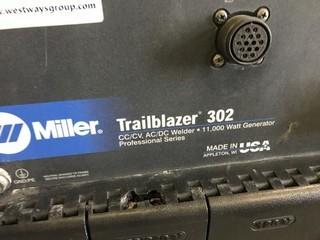 www.westwaysgroup.
Miller
Trailblazer® 302
CC/CV, AC/DC Welder • 11,000 Watt Generator
Professional Series
MADE IN USA
APPLETON, WI